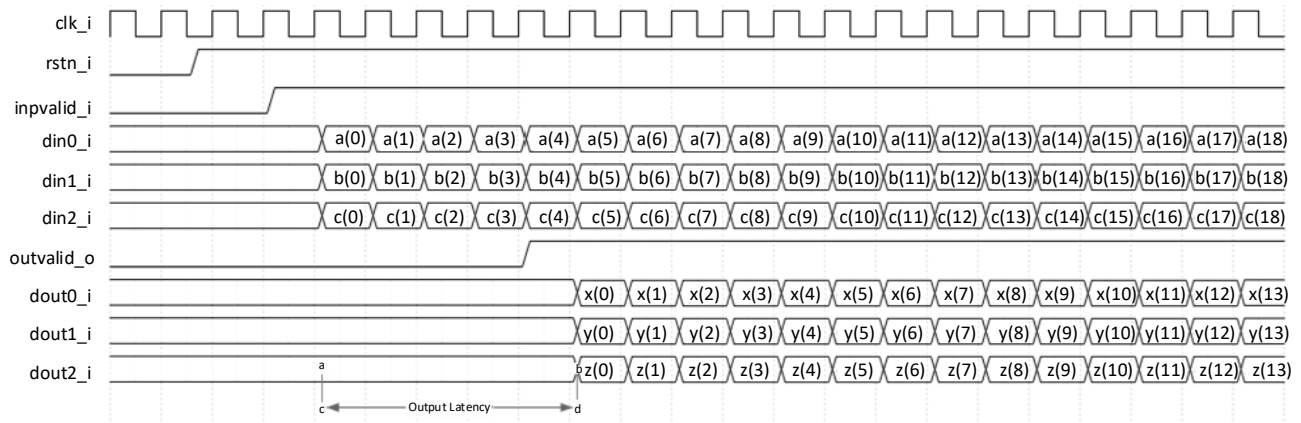 clk_i
rstn_i
inpvalid_i
din0_i a(0) a(1) a(2) a(3) a(4) a(5) a(6) a(7) a(8) a(9) a(10) a(11) a(12) a(13) a(14) a(15) a(16) a(17) a(18)
din1_i b(0) b(1) b(2) b(3) b(4) b(5) b(6) b(7) b(8) b(9) b(10) b(11) b(12) b(13) b(14) b(15) b(16) b(17) b(18)
din2_i c(0) c(1) c(2) c(3) c(4) c(5) c(6) c(7) c(8) c(9) c(10) c(11) c(12) c(13) c(14) c(15) c(16) c(17) c(18)
outvalid_o
dout0_i x(0) x(1) x(2) x(3) x(4) x(5) x(6) x(7) x(8) x(9) x(10) x(11) x(12) x(13)
dout1_i y(0) y(1) y(2) y(3) y(4) y(5) y(6) y(7) y(8) y(9) y(10) y(11) y(12) y(13)
a
dout2_i b z(0) z(1) z(2) z(3) z(4) z(5) z(6) z(7) z(8) z(9) z(10) z(11) z(12) z(13)
c Output Latency d